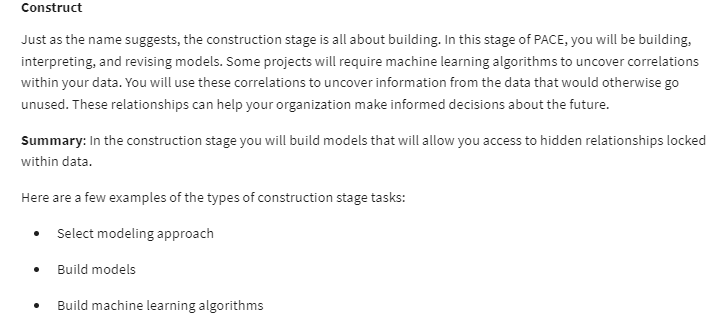 Construct
Just as the name suggests, the construction stage is all about building. In this stage of PACE, you will be building,
interpreting, and revising models. Some projects will require machine learning algorithms to uncover correlations
within your data. You will use these correlations to uncover information from the data that would otherwise go
unused. These relationships can help your organization make informed decisions about the future.
Summary: In the construction stage you will build models that will allow you access to hidden relationships locked
within data.
Here are a few examples of the types of construction stage tasks:
• Select modeling approach
• Build models
• Build machine learning algorithms